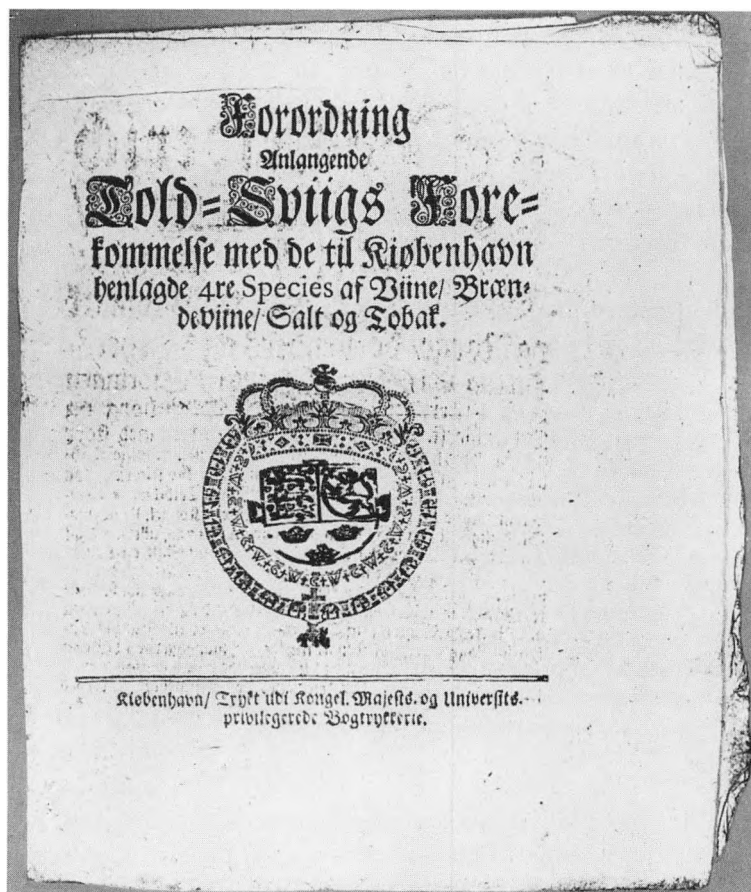 Forordning
Anlangende
Told-Sviigs Fore-
kommelse med de til Kiøbenhavn
henlagde 4re Species af Viine/ Bræn-
deviine/ Salt og Tobak.
Kiøbenhavn/ Trykt udi Kongel. Majests. og Universits.
privilegerede Bogtrykkerie.